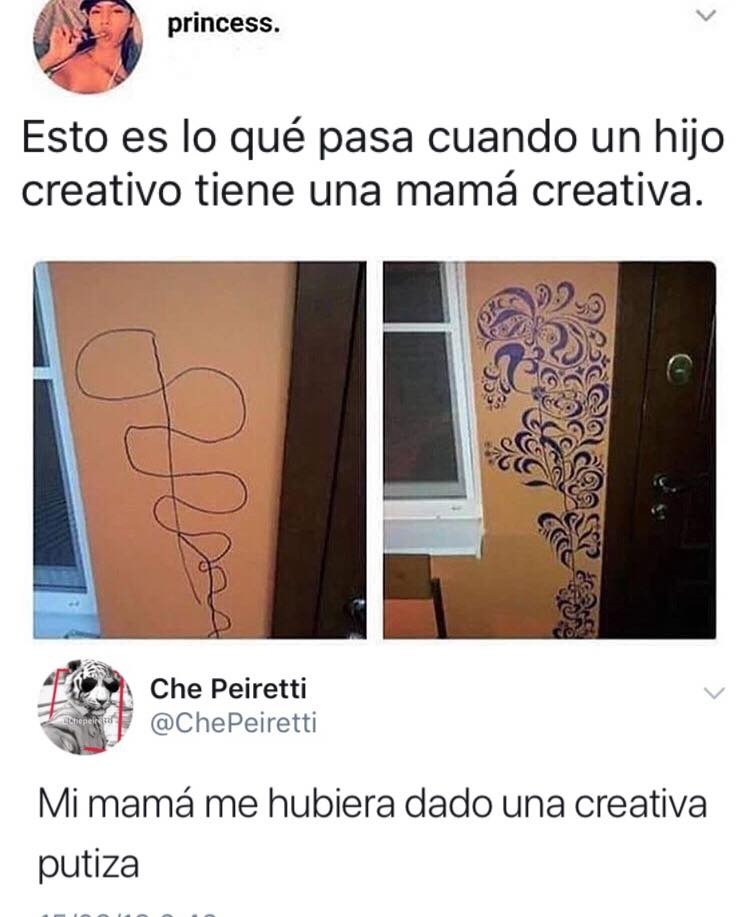 princess.
Esto es lo qué pasa cuando un hijo
creativo tiene una mamá creativa.
Che Peiretti
@ChePeiretti
Mi mamá me hubiera dado una creativa
putiza